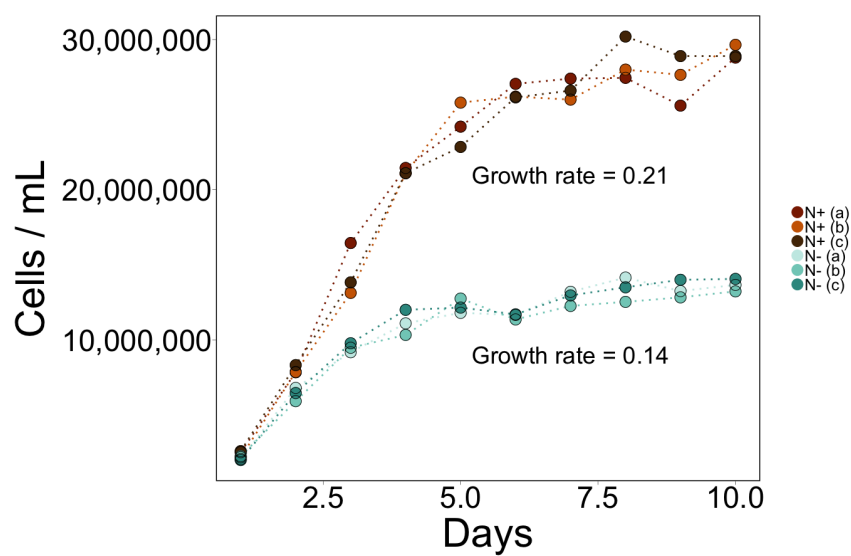 30,000,000
20,000,000
10,000,000
Cells / mL
Growth rate = 0.21
Growth rate = 0.14
2.5
5.0
7.5
10.0
Days
N+ (a)
N+ (b)
N+ (c)
N- (a)
N- (b)
N- (c)